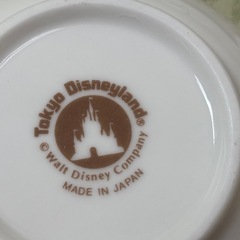 Tokyo Disneyland®
© Walt Disney Company
MADE IN JAPAN